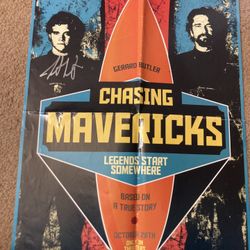 GERARD BUTLER
CHASING
MAVERICKS
LEGENDS START
SOMEWHERE
BASED ON
A TRUE STORY
OCTOBER 26TH